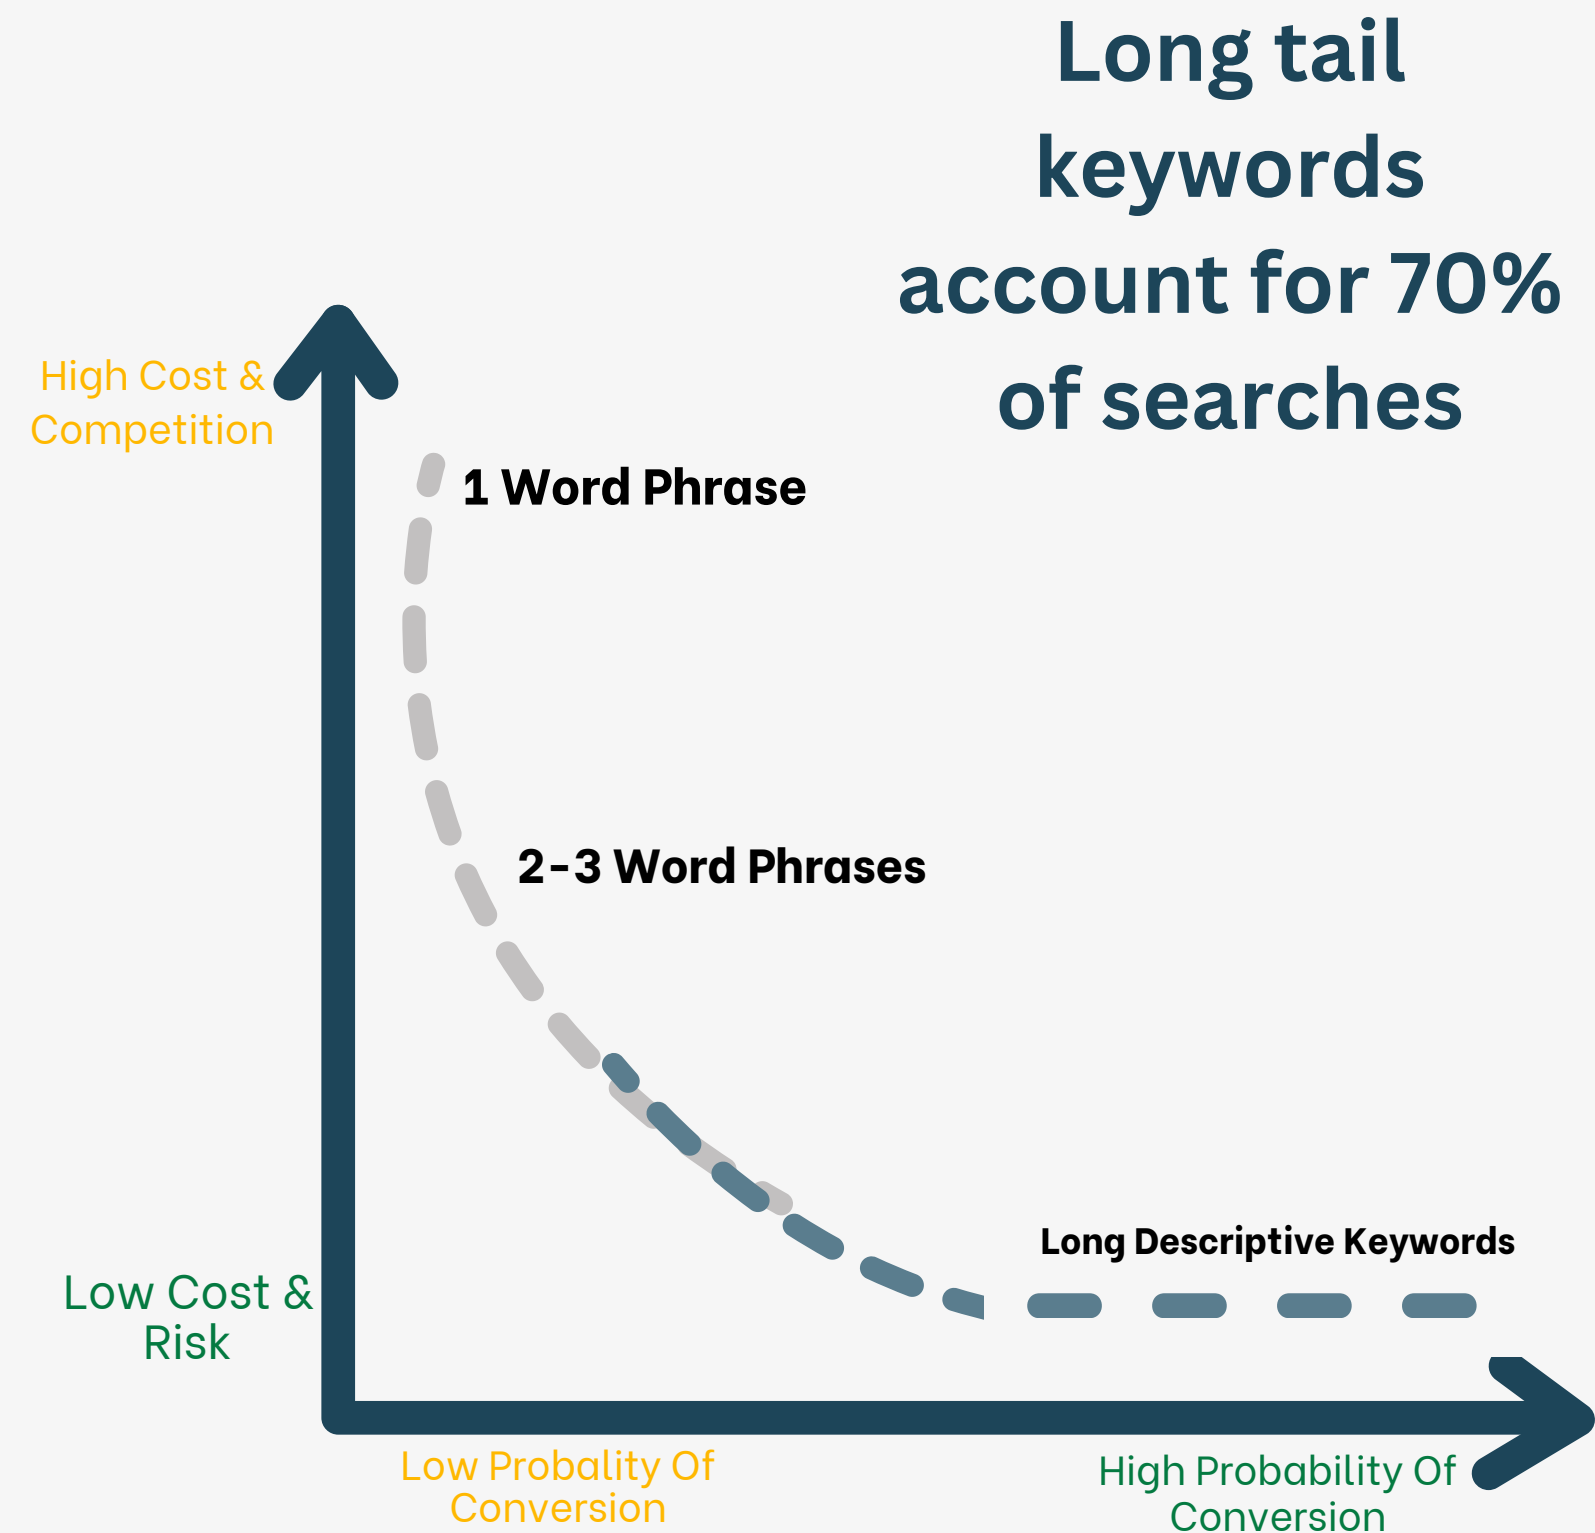 Long tail
keywords
account for 70%
of searches
High Cost &
Competition
1 Word Phrase
2-3 Word Phrases
Long Descriptive Keywords
Low Cost &
Risk
Low Probality Of
Conversion
High Probability Of
Conversion